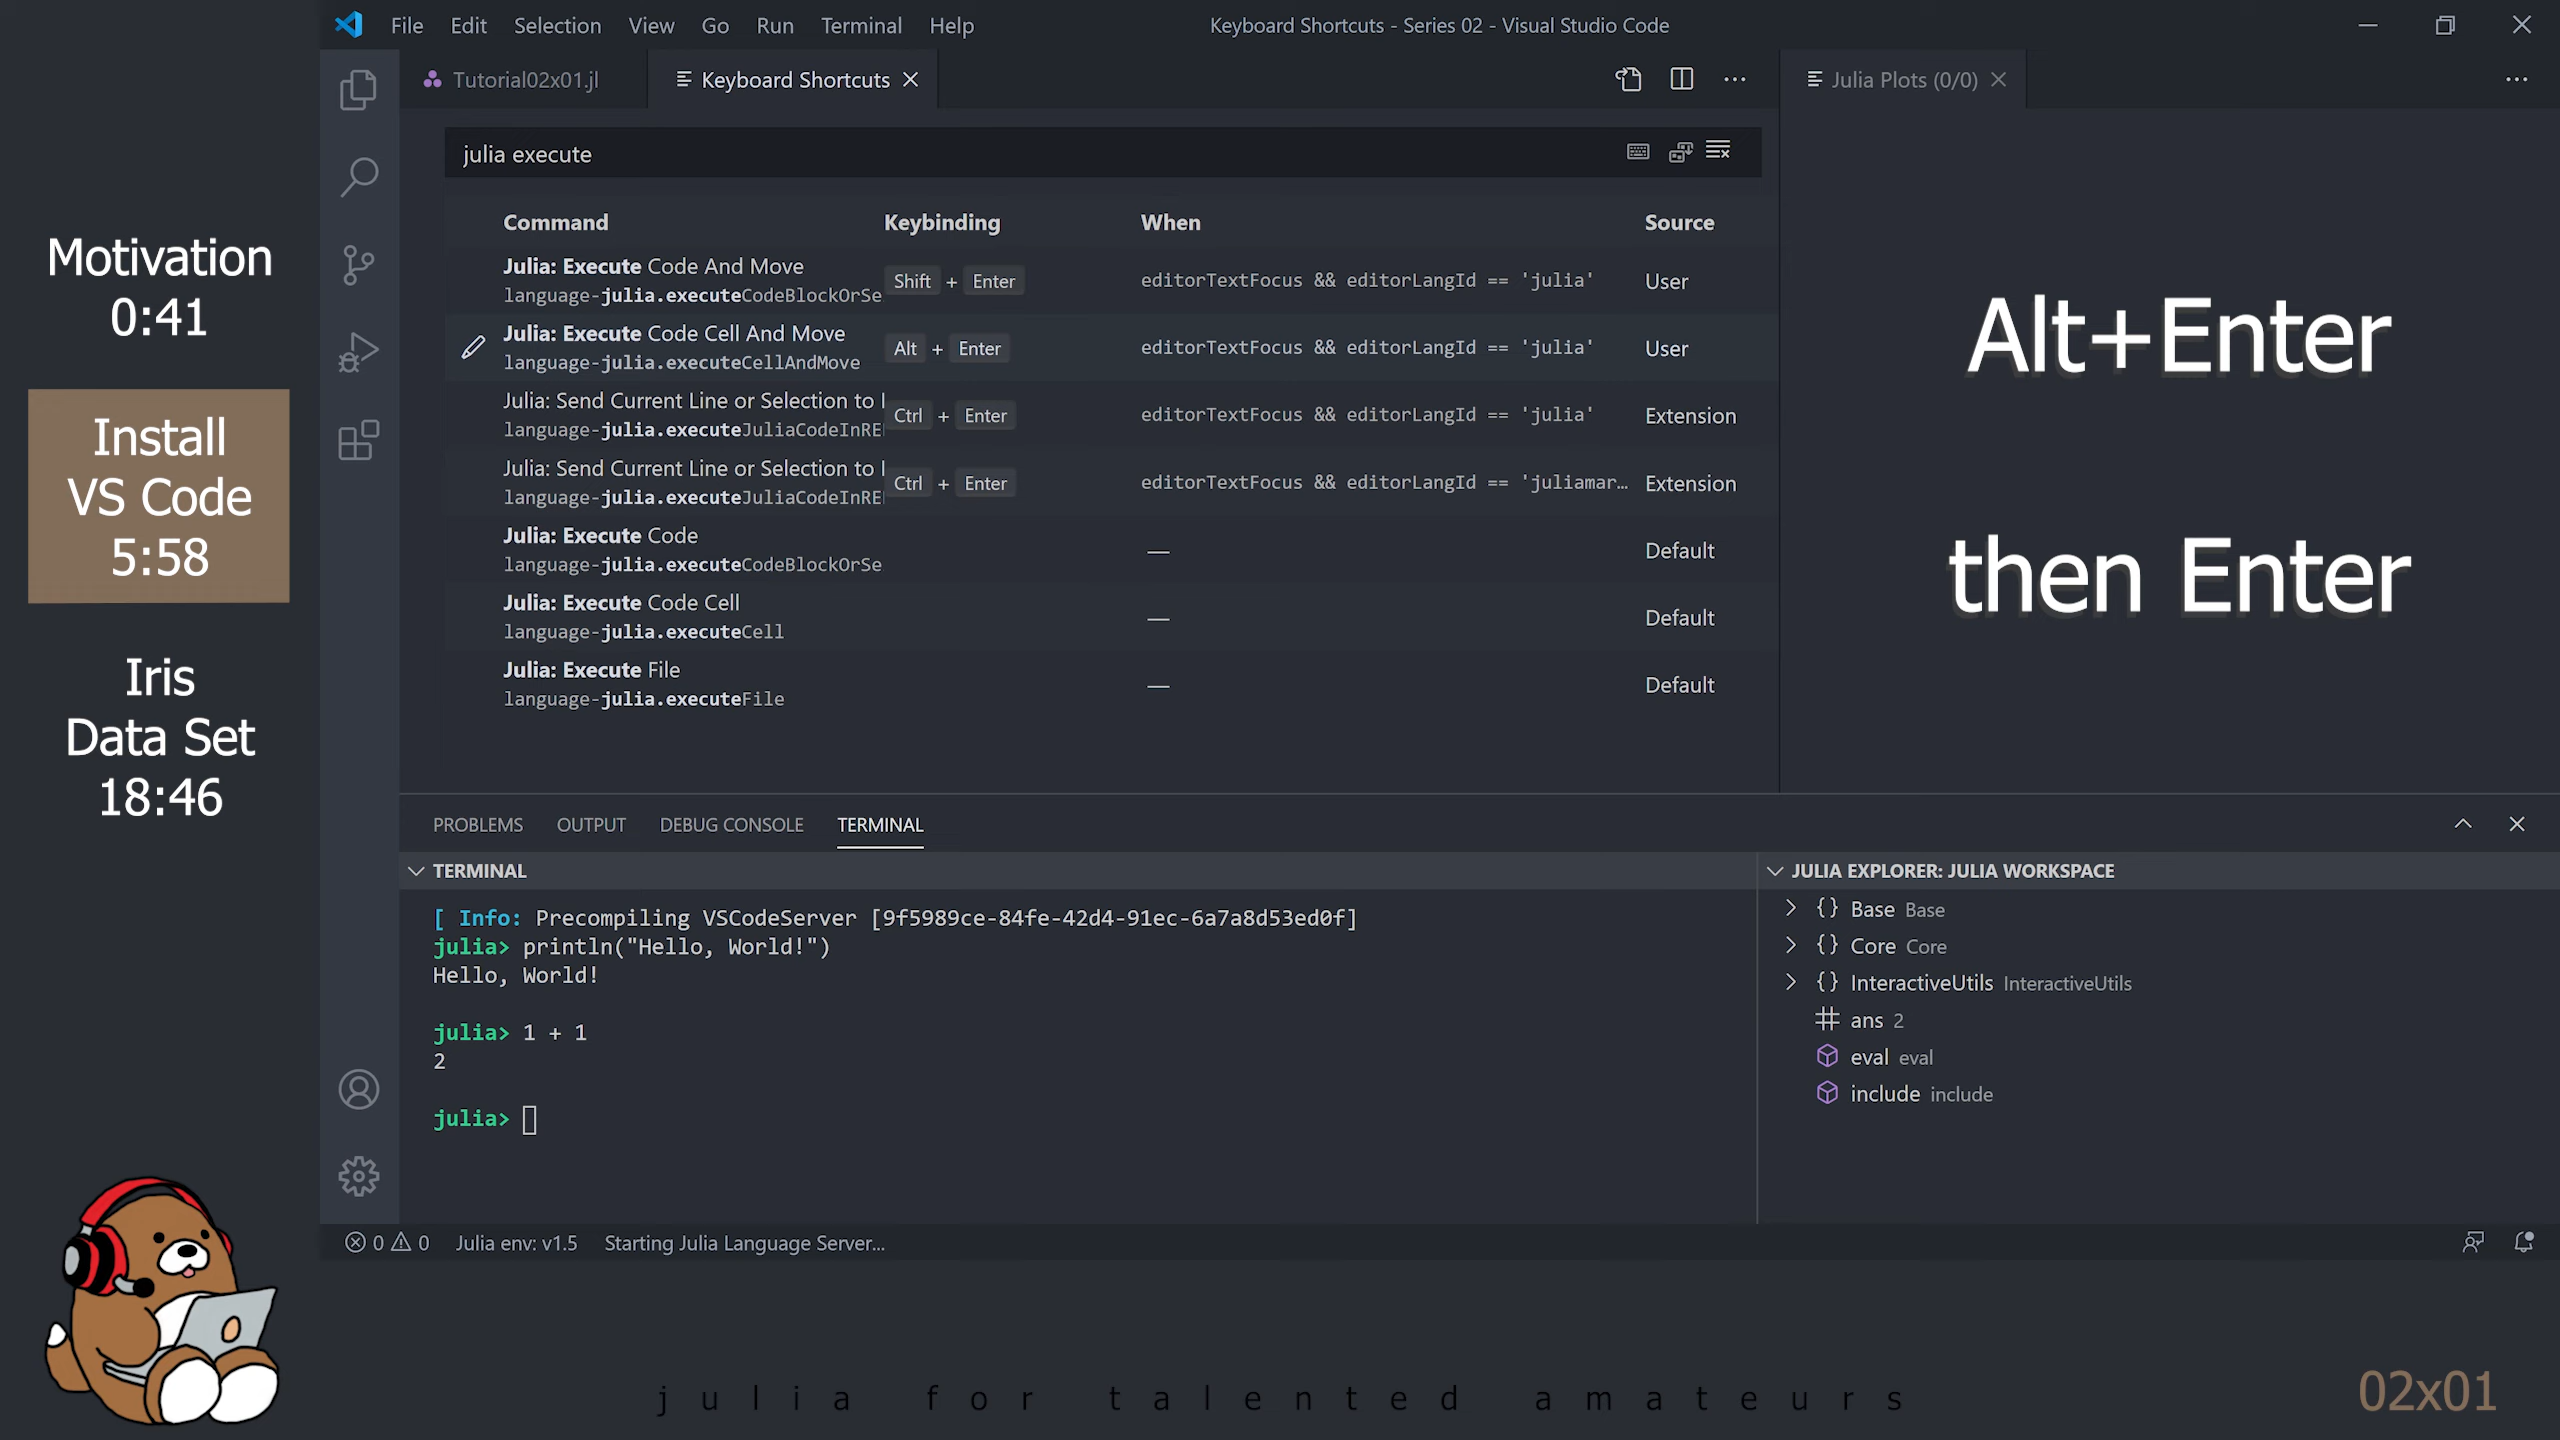 File Edit Selection View Go Run Terminal Help
Keyboard Shortcuts - Series 02 - Visual Studio Code
Tutorial02x01.jl
Keyboard Shortcuts
Julia Plots (0/0)
julia execute
Command Keybinding When Source
Julia: Execute Code And Move
language-julia.executeCodeBlockOrSe
Shift + Enter
editorTextFocus && editorLangId == 'julia'
User
Julia: Execute Code Cell And Move
language-julia.executeCellAndMove
Alt + Enter
editorTextFocus && editorLangId == 'julia'
User
Julia: Send Current Line or Selection to
language-julia.executeJuliaCodeInRE
Ctrl + Enter
editorTextFocus && editorLangId == 'julia'
Extension
Julia: Send Current Line or Selection to
language-julia.executeJuliaCodeInRE
Ctrl + Enter
editorTextFocus && editorLangId == 'juliamar…
Extension
Julia: Execute Code
language-julia.executeCodeBlockOrSe
—
Default
Julia: Execute Code Cell
language-julia.executeCell
—
Default
Julia: Execute File
language-julia.executeFile
—
Default
Alt+Enter
then Enter
Motivation
0:41
Install
VS Code
5:58
Iris
Data Set
18:46
PROBLEMS OUTPUT DEBUG CONSOLE TERMINAL
TERMINAL
[ Info: Precompiling VSCodeServer [9f5989ce-84fe-42d4-91ec-6a7a8d53ed0f]
julia> println("Hello, World!")
Hello, World!
julia> 1 + 1
2
julia>
JULIA EXPLORER: JULIA WORKSPACE
{} Base Base
{} Core Core
{} InteractiveUtils InteractiveUtils
ans 2
eval eval
include include
0 0 Julia env: v1.5 Starting Julia Language Server...
julia for talented amateurs
02x01